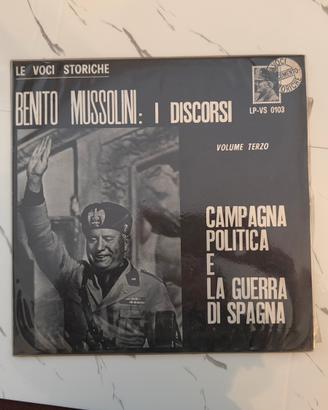 LE VOCI STORICHE
BENITO MUSSOLINI: I DISCORSI
LP-VS 0103
VOLUME TERZO
CAMPAGNA
POLITICA
E
LA GUERRA
DI SPAGNA